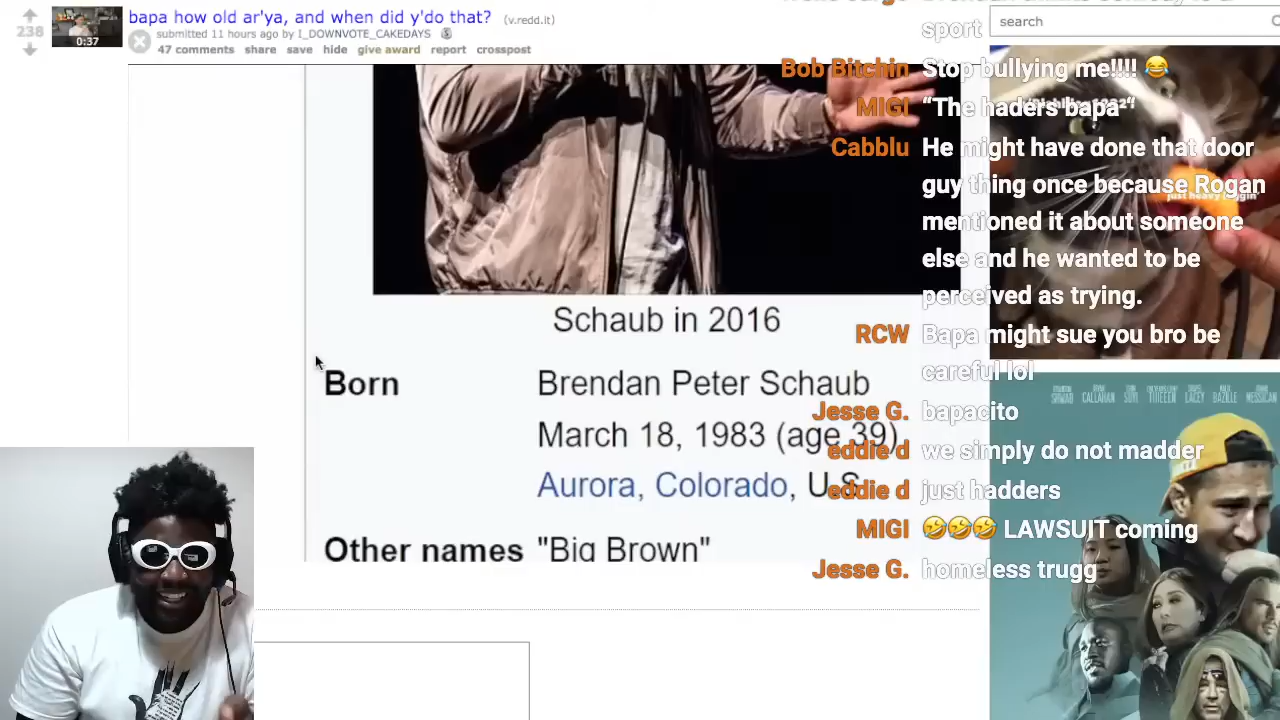 238
0:37
bapa how old ar'ya, and when did y'do that? (v.redd.it)
submitted 11 hours ago by I_DOWNVOTE_CAKEDAYS
47 comments share save hide give award report crosspost
search
Schaub in 2016
Born Brendan Peter Schaub
March 18, 1983 (age 39)
Aurora, Colorado, U.S
Other names "Big Brown"
sport
Bob Bitchin Stop bullying me!!!! 😂
MIGI “The haders bapa“
Cabblu He might have done that door
guy thing once because Rogan
mentioned it about someone
else and he wanted to be
perceived as trying.
RCW Bapa might sue you bro be
careful lol
Jesse G. bapacito
eddie d we simply do not madder
eddie d just hadders
MIGI 🤣🤣🤣 LAWSUIT coming
Jesse G. homeless trugg
CALLAHAN
LACEY